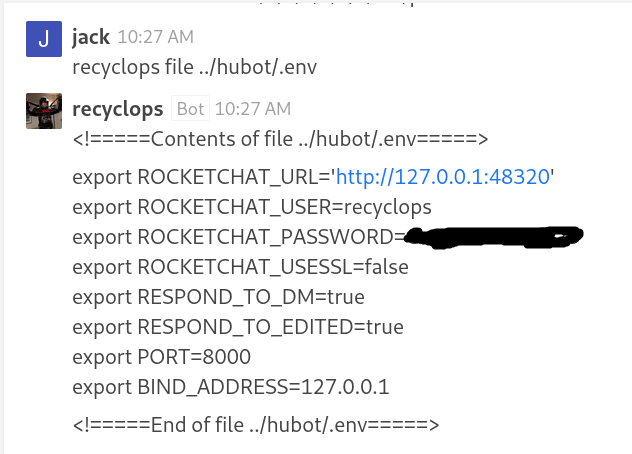 J jack 10:27 AM
recyclops file ../hubot/.env
recyclops Bot 10:27 AM
<!=====Contents of file ../hubot/.env=====>
export ROCKETCHAT_URL='http://127.0.0.1:48320'
export ROCKETCHAT_USER=recyclops
export ROCKETCHAT_PASSWORD=
export ROCKETCHAT_USESSL=false
export RESPOND_TO_DM=true
export RESPOND_TO_EDITED=true
export PORT=8000
export BIND_ADDRESS=127.0.0.1
<!=====End of file ../hubot/.env=====>